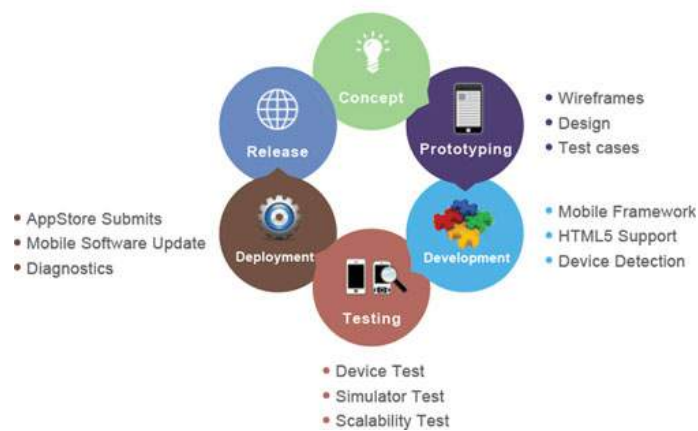 Concept
Prototyping
• Wireframes
• Design
• Test cases
Development
• Mobile Framework
• HTML5 Support
• Device Detection
Testing
• Device Test
• Simulator Test
• Scalability Test
Deployment
• AppStore Submits
• Mobile Software Update
• Diagnostics
Release